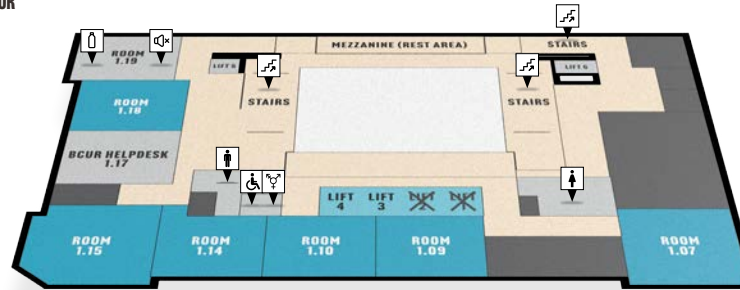 OR
ROOM
1.19
MEZZANINE (REST AREA)
STAIRS
LIFT 6
ROOM
1.18
STAIRS
STAIRS
BCUR HELPDESK
1.17
LIFT
4
LIFT
3
LIFT
LIFT
ROOM
1.15
ROOM
1.14
ROOM
1.10
ROOM
1.09
ROOM
1.07